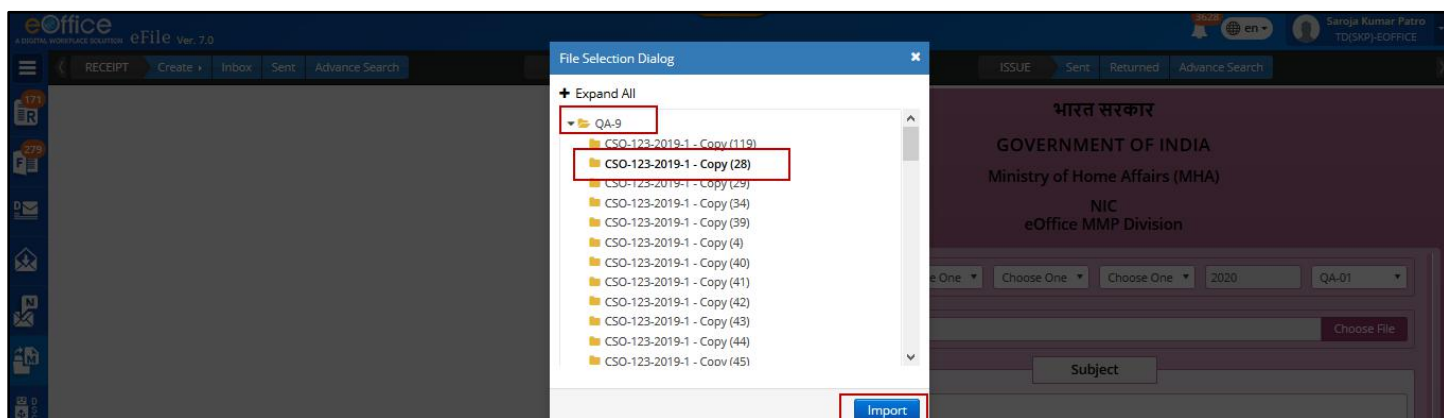 eOffice
A DIGITAL WORKPLACE SOLUTION eFile Ver. 7.0
3628
en
Saroja Kumar Patro
TD(SKP)-EOFFICE
RECEIPT Create Inbox Sent Advance Search
ISSUE Sent Returned Advance Search
171
R
279
F
D
N
M
D
S
File Selection Dialog
Expand All
QA-9
CSO-123-2019-1 - Copy (119)
CSO-123-2019-1 - Copy (28)
CSO-123-2019-1 - Copy (29)
CSO-123-2019-1 - Copy (34)
CSO-123-2019-1 - Copy (39)
CSO-123-2019-1 - Copy (4)
CSO-123-2019-1 - Copy (40)
CSO-123-2019-1 - Copy (41)
CSO-123-2019-1 - Copy (42)
CSO-123-2019-1 - Copy (43)
CSO-123-2019-1 - Copy (44)
CSO-123-2019-1 - Copy (45)
Import
भारत सरकार
GOVERNMENT OF INDIA
Ministry of Home Affairs (MHA)
NIC
eOffice MMP Division
e One Choose One Choose One 2020 QA-01
Choose File
Subject